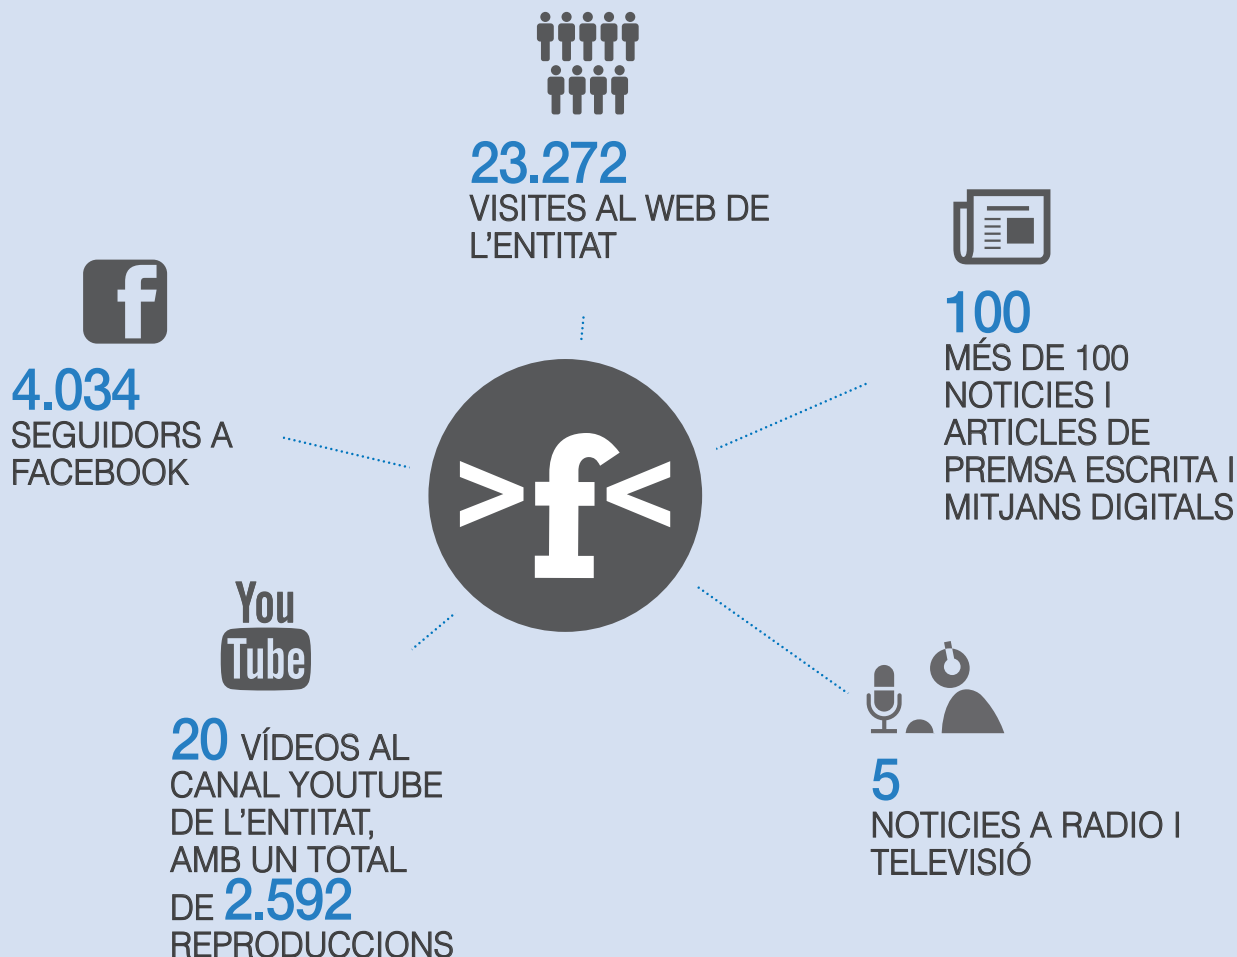 23.272
VISITES AL WEB DE
L'ENTITAT
f
4.034
SEGUIDORS A
FACEBOOK
100
MÉS DE 100
NOTICIES I
ARTICLES DE
PREMSA ESCRITA I
MITJANS DIGITALS
>f<
You
Tube
20 VÍDEOS AL
CANAL YOUTUBE
DE L'ENTITAT,
AMB UN TOTAL
DE 2.592
REPRODUCCIONS
5
NOTICIES A RADIO I
TELEVISIÓ